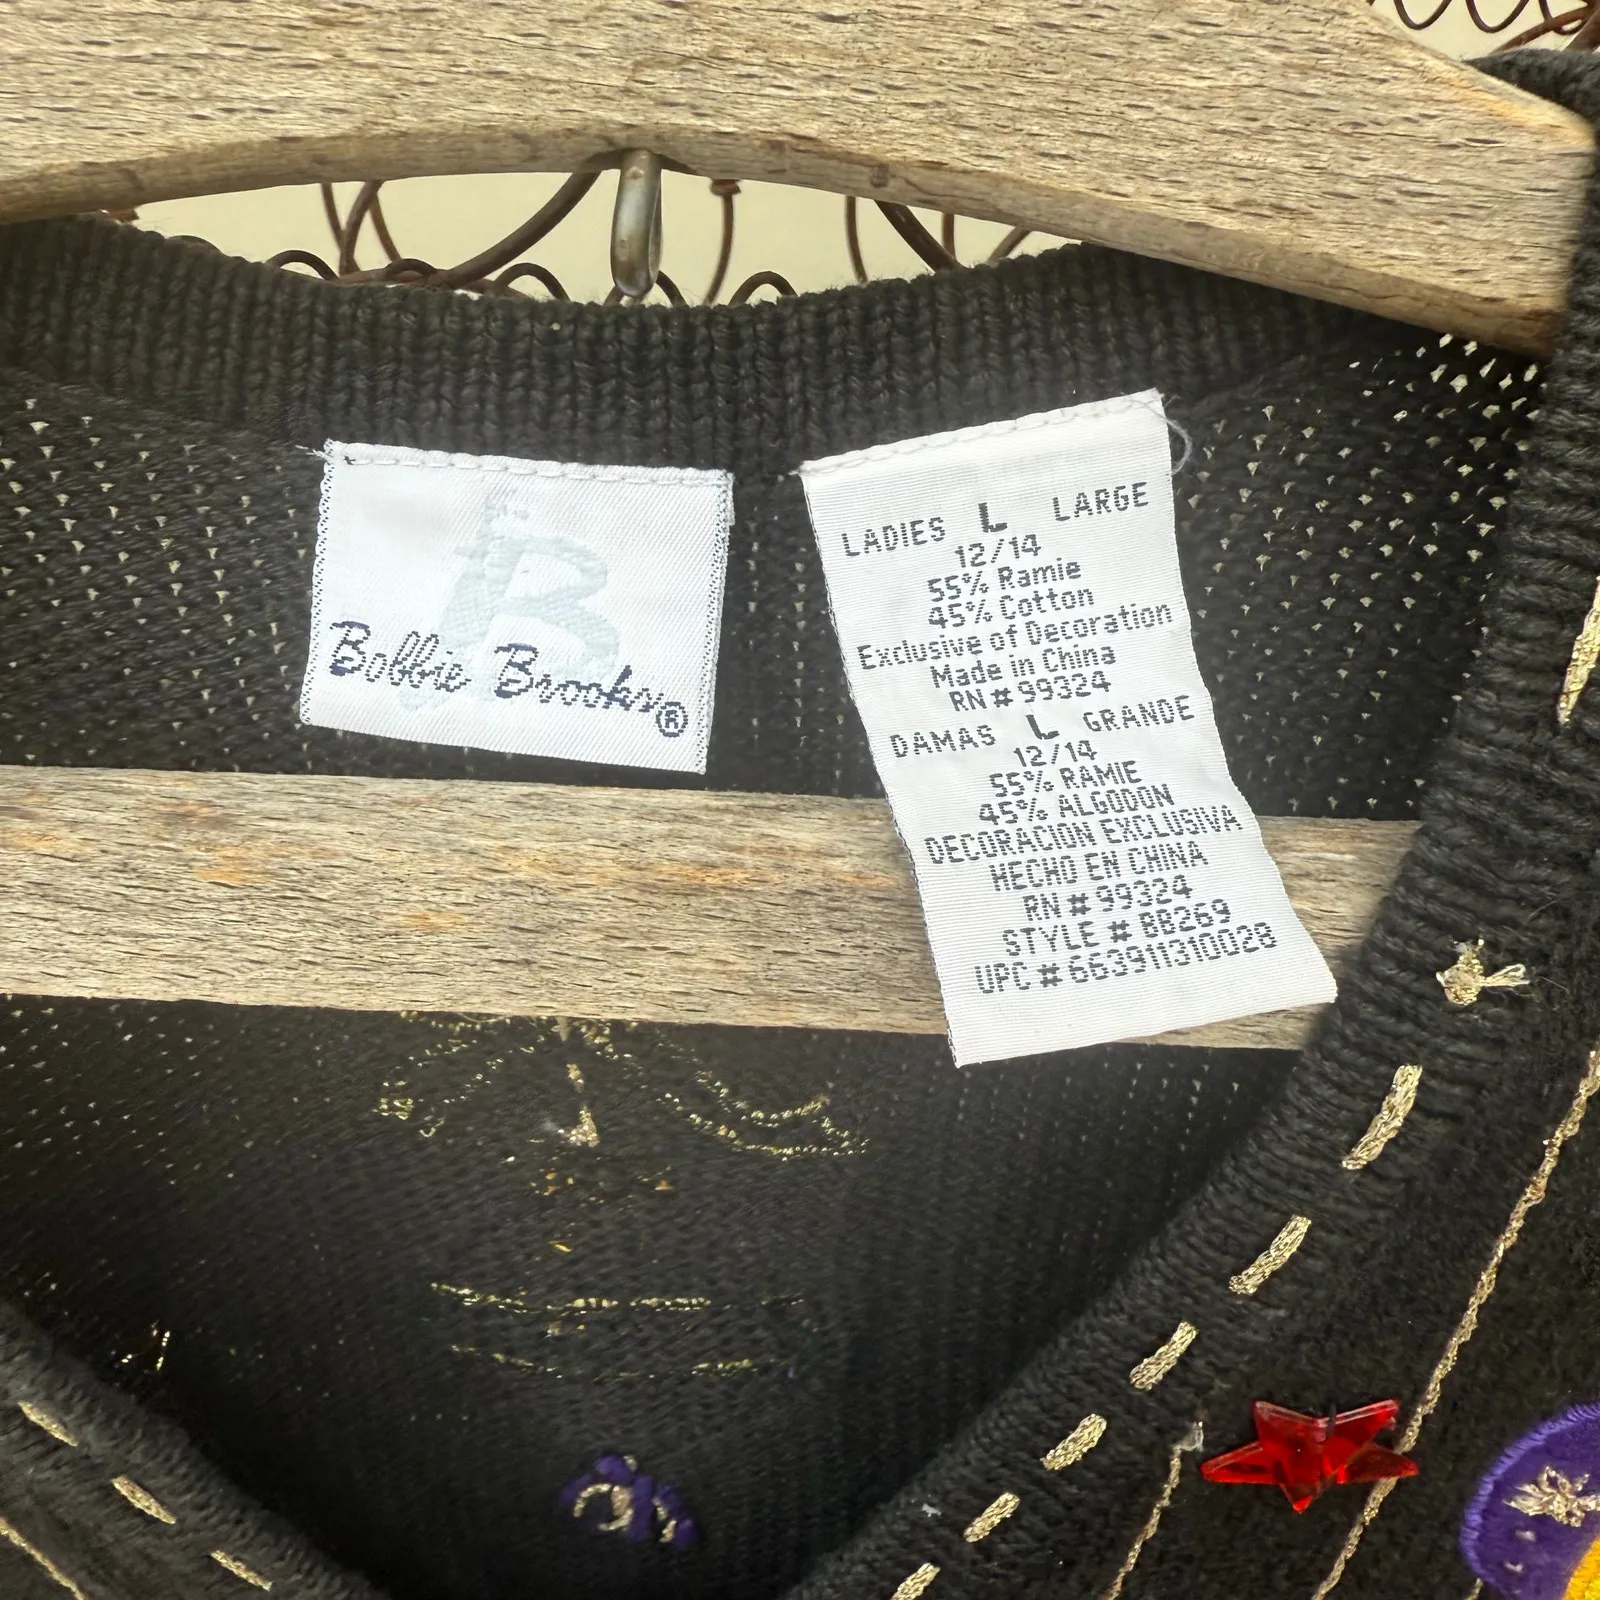 B
Bobbie Brooks®
LADIES L LARGE
12/14
55% Ramie
45% Cotton
Exclusive of Decoration
Made in China
RN # 99324
DAMAS L GRANDE
12/14
55% RAMIE
45% ALGODON
DECORACION EXCLUSIVA
HECHO EN CHINA
RN # 99324
STYLE # BB269
UPC # 663911310028